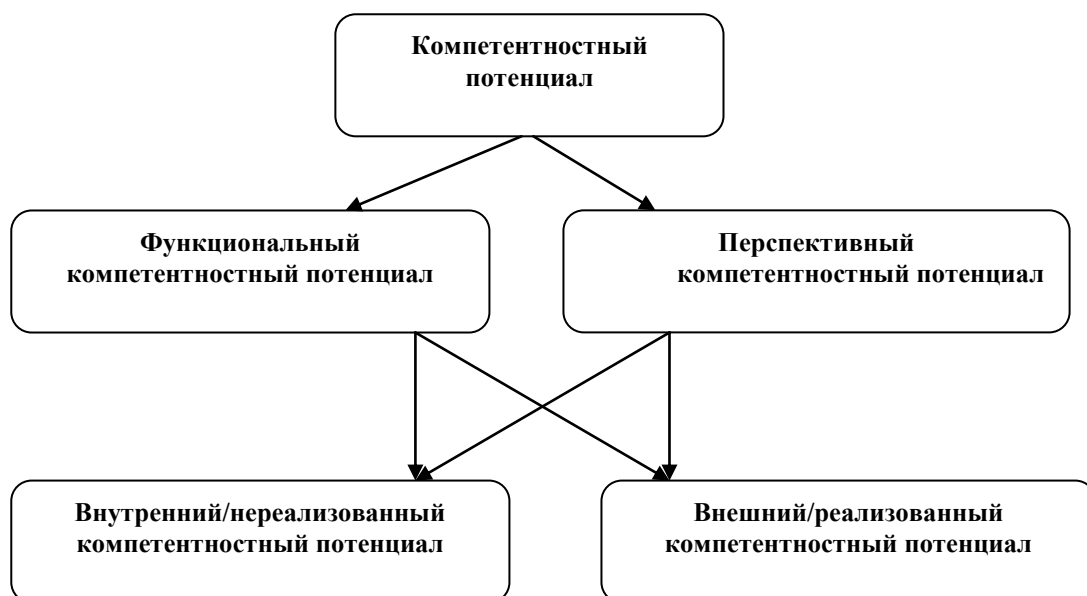 Компетентностный
потенциал
Функциональный
компетентностный потенциал
Перспективный
компетентностный потенциал
Внутренний/нереализованный
компетентностный потенциал
Внешний/реализованный
компетентностный потенциал